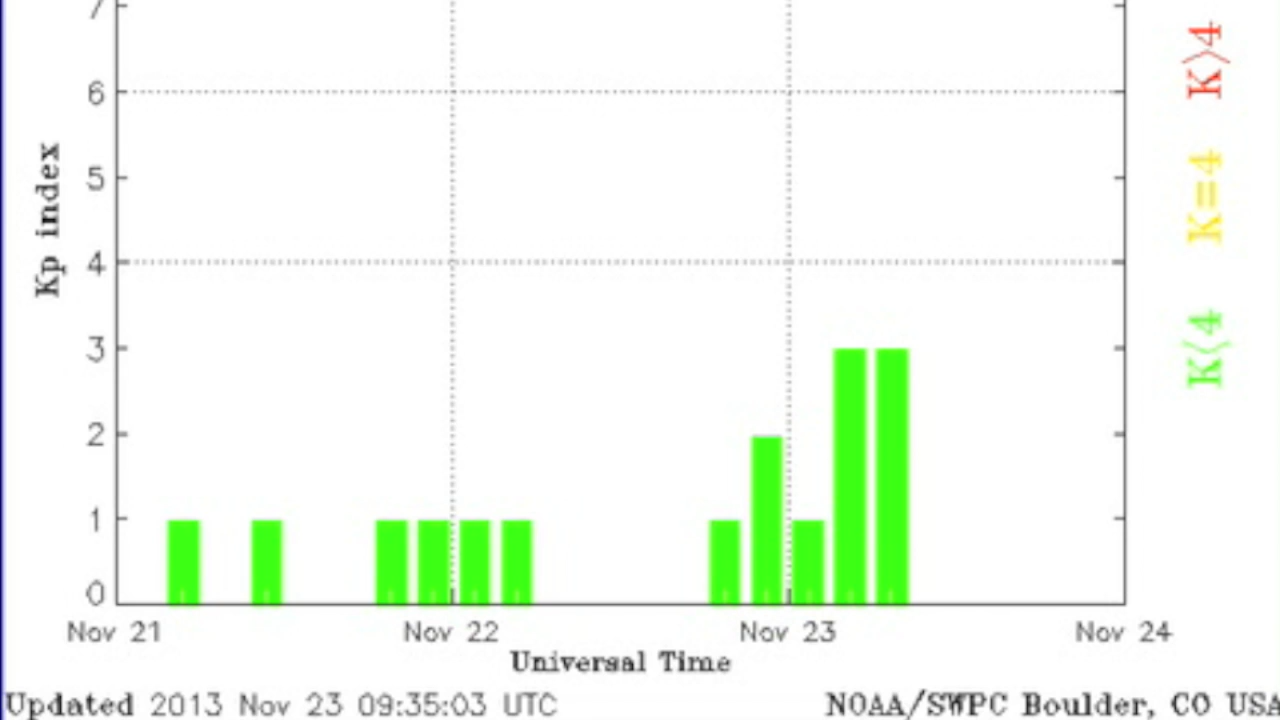 7
6
5
4
3
2
1
0
Kp index
Nov 21
Nov 22
Nov 23
Nov 24
Universal Time
K>4
K=4
K<4
Updated 2013 Nov 23 09:35:03 UTC
NOAA/SWPC Boulder, CO USA